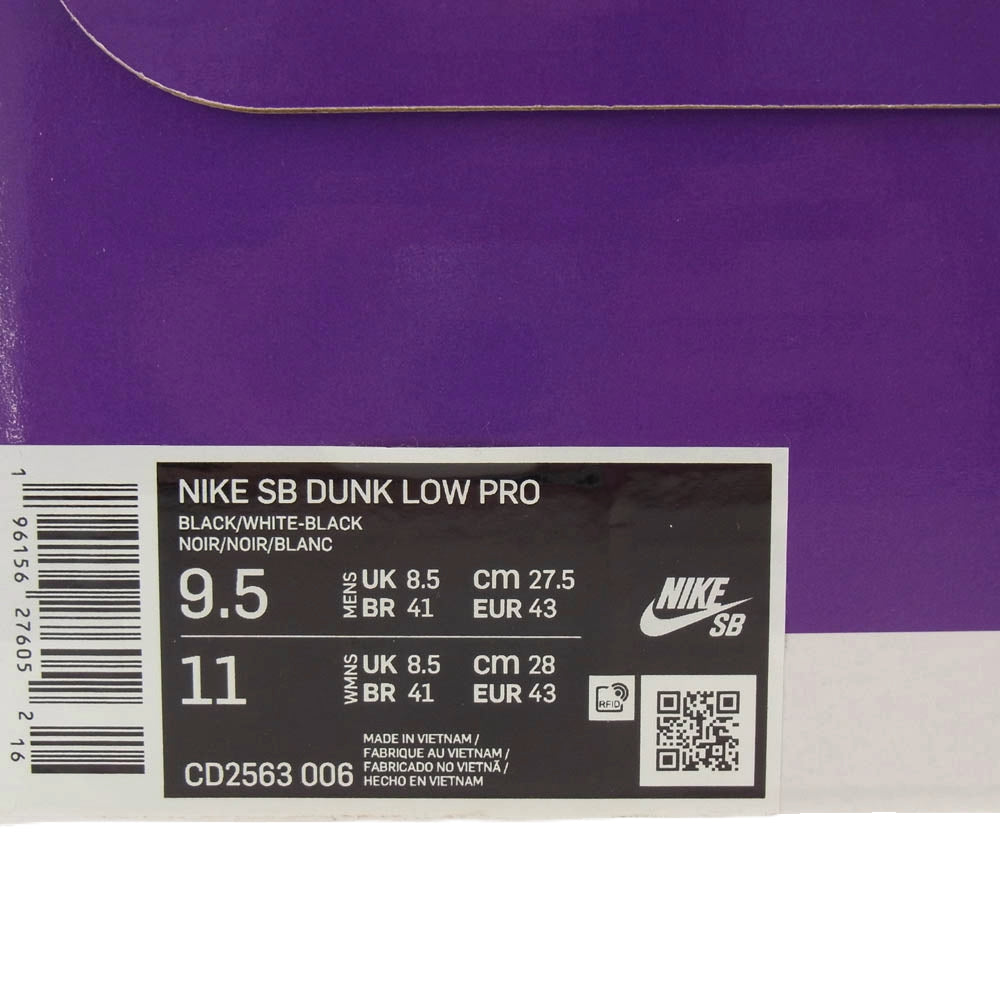 NIKE SB DUNK LOW PRO
BLACK/WHITE-BLACK
NOIR/NOIR/BLANC
9.5
MENS
UK 8.5 cm 27.5
BR 41 EUR 43
11
WMNS
UK 8.5 cm 28
BR 41 EUR 43
CD2563 006
MADE IN VIETNAM /
FABRIQUE AU VIETNAM /
FABRICADO NO VIETNÃ /
HECHO EN VIETNAM
NIKE
SB
RFID
1 96156 27605 2 16